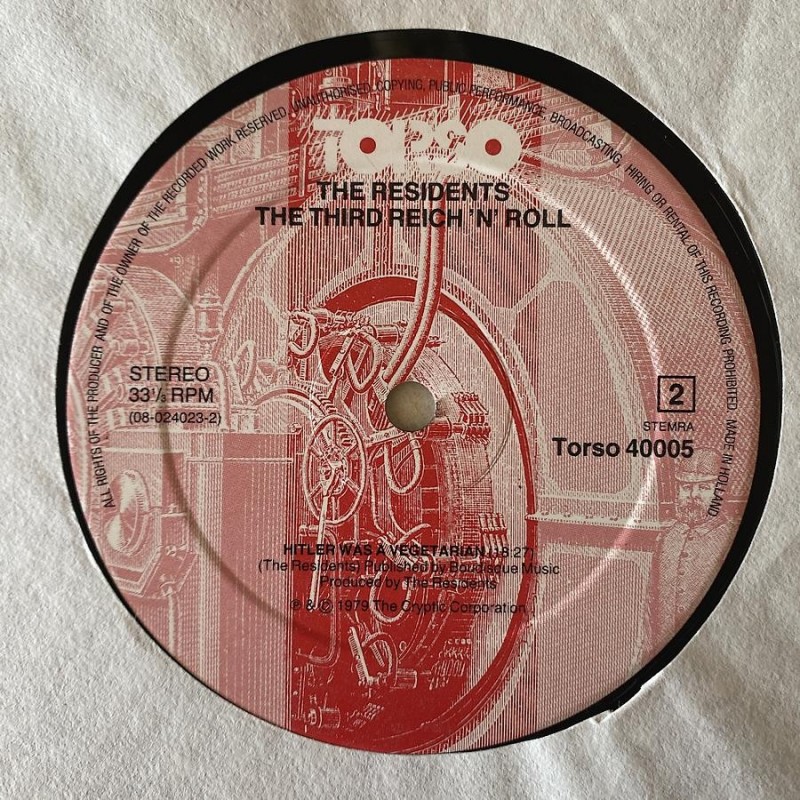 ALL RIGHTS OF THE PRODUCER AND OF THE OWNER OF THE RECORDED WORK RESERVED. UNAUTHORISED COPYING, PUBLIC PERFORMANCE, BROADCASTING, HIRING OR RENTAL OF THIS RECORDING PROHIBITED. MADE IN HOLLAND
TORSO
THE RESIDENTS
THE THIRD REICH 'N' ROLL
STEREO
33⅓ RPM
(08-024023-2)
2
STEMRA
Torso 40005
HITLER WAS A VEGETARIAN (18:27)
(The Residents) Published by Boudisque Music
Produced by The Residents
℗ & © 1979 The Cryptic Corporation